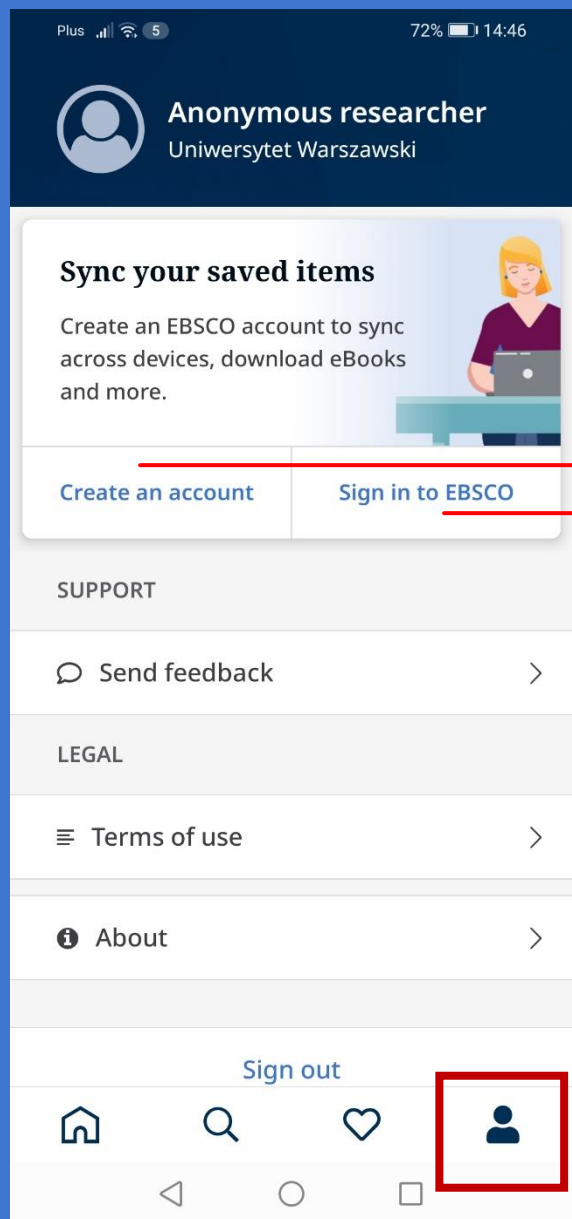 Plus 5 72% 14:46
Anonymous researcher
Uniwersytet Warszawski
Sync your saved items
Create an EBSCO account to sync
across devices, download eBooks
and more.
Create an account Sign in to EBSCO
SUPPORT
Send feedback
LEGAL
Terms of use
About
Sign out